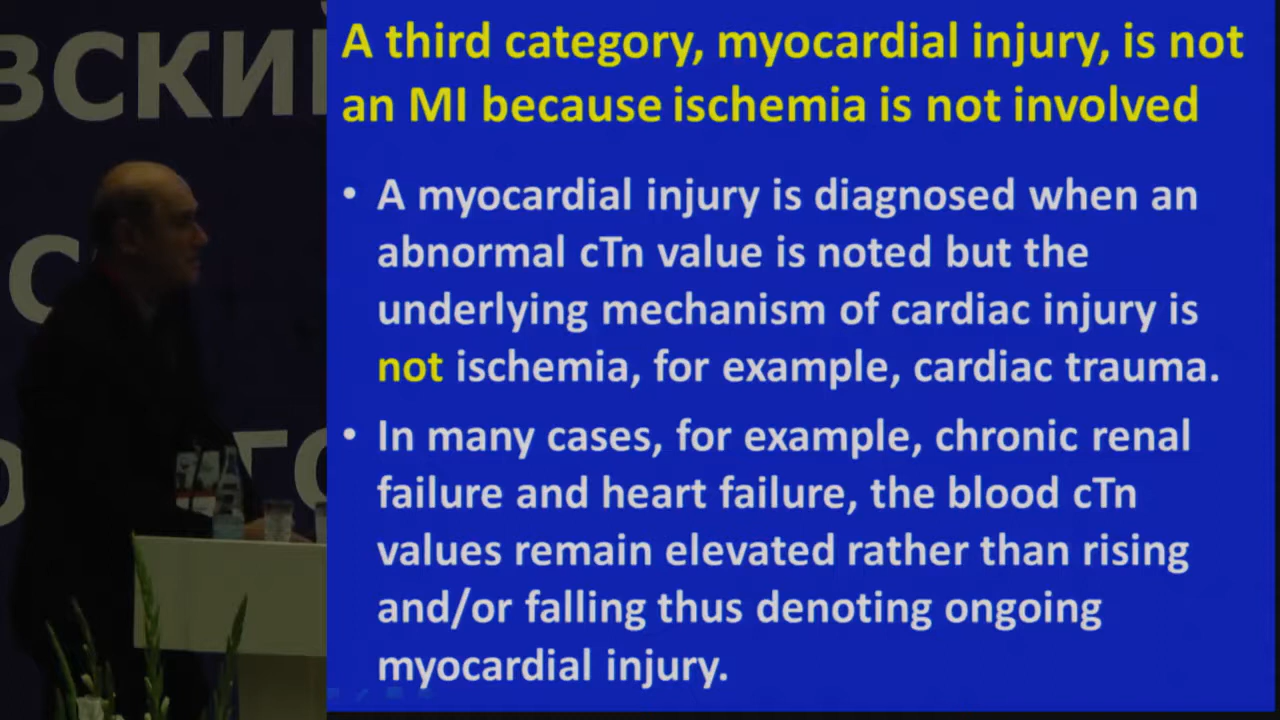 ВСКИЙ
A third category, myocardial injury, is not
an MI because ischemia is not involved
• A myocardial injury is diagnosed when an
abnormal cTn value is noted but the
underlying mechanism of cardiac injury is
not ischemia, for example, cardiac trauma.
• In many cases, for example, chronic renal
failure and heart failure, the blood cTn
values remain elevated rather than rising
and/or falling thus denoting ongoing
myocardial injury.